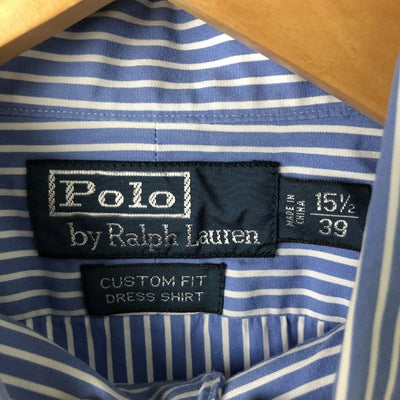 Polo
by Ralph Lauren
MADE IN
CHINA
15½
39
CUSTOM FIT
DRESS SHIRT